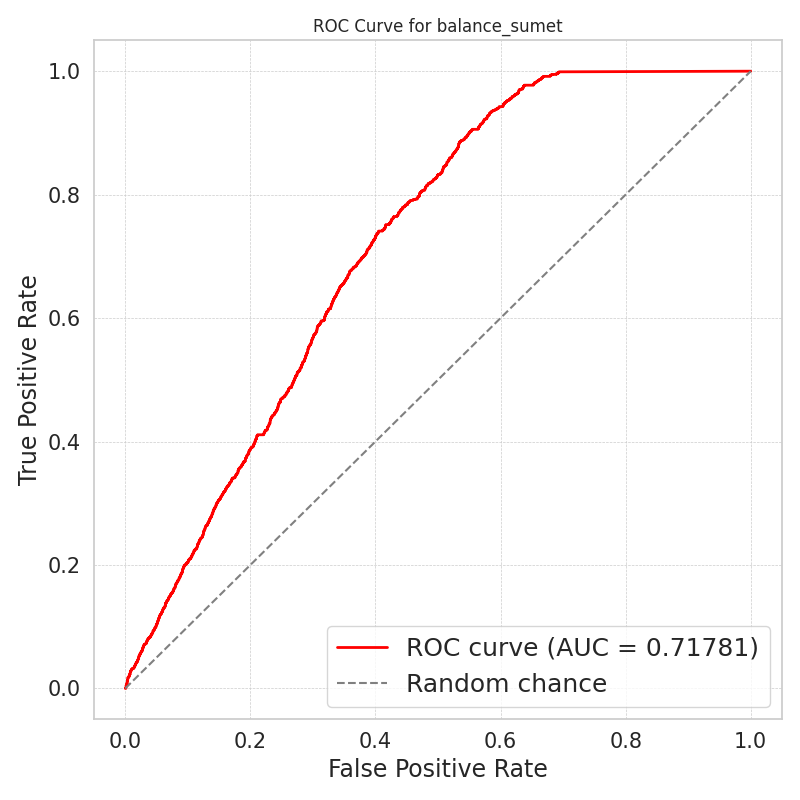 ROC Curve for balance_sumet
True Positive Rate
1.0
0.8
0.6
0.4
0.2
0.0
ROC curve (AUC = 0.71781)
Random chance
0.0 0.2 0.4 0.6 0.8 1.0
False Positive Rate